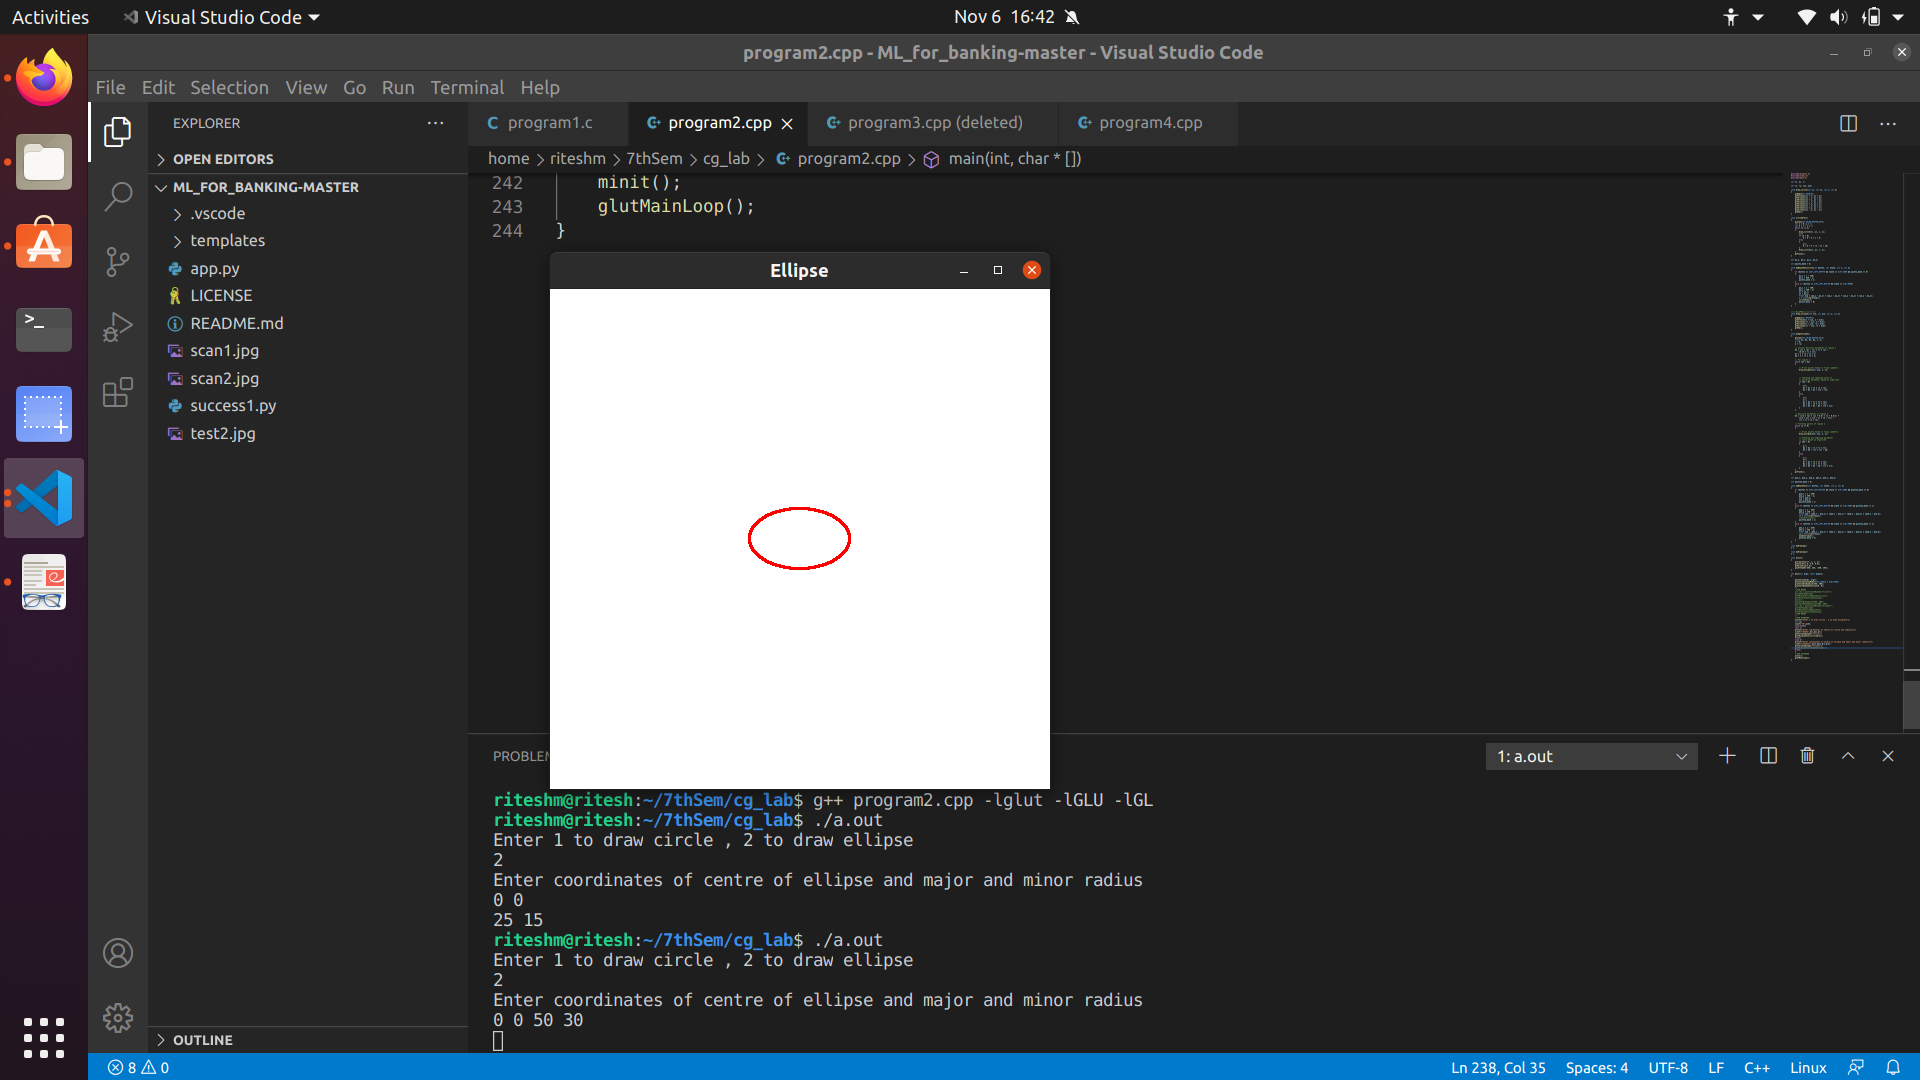 Activities Visual Studio Code Nov 6 16:42
program2.cpp - ML_for_banking-master - Visual Studio Code
File Edit Selection View Go Run Terminal Help
EXPLORER
program1.c program2.cpp program3.cpp (deleted) program4.cpp
OPEN EDITORS
home riteshm 7thSem cg_lab program2.cpp main(int, char * [])
ML_FOR_BANKING-MASTER
.vscode
templates
app.py
LICENSE
README.md
scan1.jpg
scan2.jpg
success1.py
test2.jpg
OUTLINE
242 minit();
243 glutMainLoop();
244 }
Ellipse
PROBLEM
1: a.out
riteshm@ritesh:~/7thSem/cg_lab$ g++ program2.cpp -lglut -lGLU -lGL
riteshm@ritesh:~/7thSem/cg_lab$ ./a.out
Enter 1 to draw circle , 2 to draw ellipse
2
Enter coordinates of centre of ellipse and major and minor radius
0 0
25 15
riteshm@ritesh:~/7thSem/cg_lab$ ./a.out
Enter 1 to draw circle , 2 to draw ellipse
2
Enter coordinates of centre of ellipse and major and minor radius
0 0 50 30
8 0 Ln 238, Col 35 Spaces: 4 UTF-8 LF C++ Linux